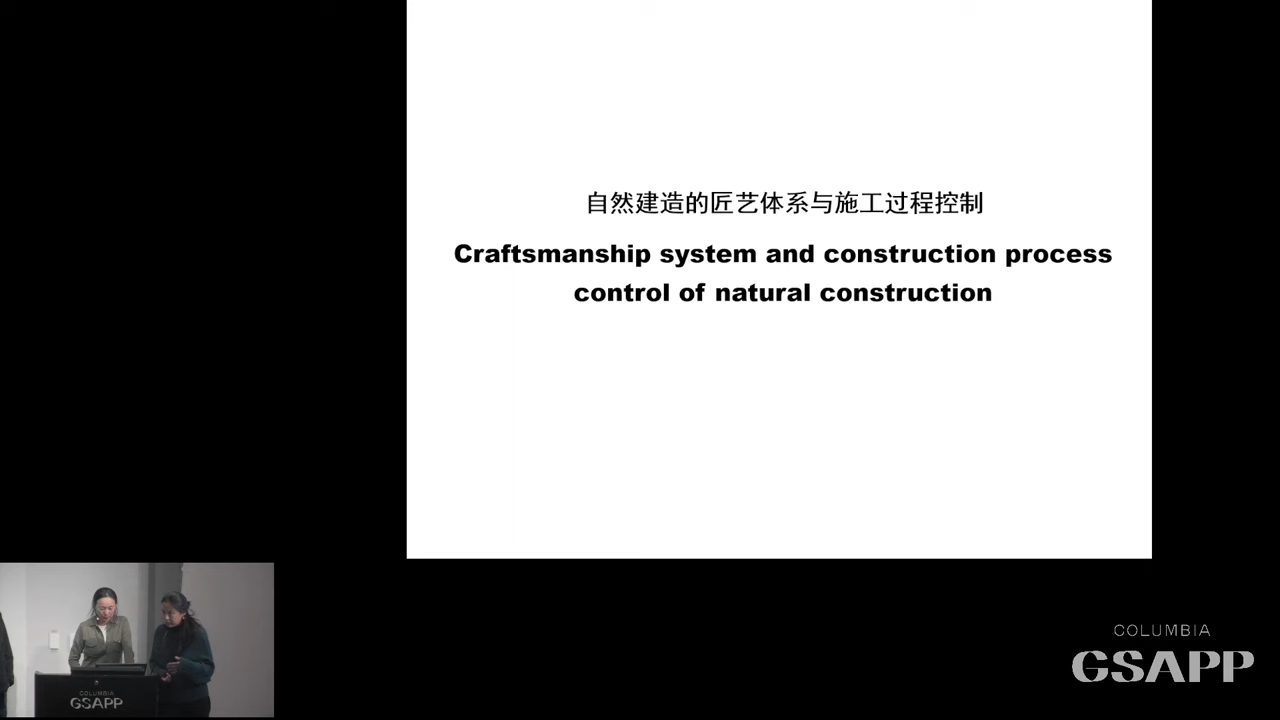 自然建造的匠艺体系与施工过程控制
Craftsmanship system and construction process
control of natural construction
COLUMBIA
GSAPP
COLUMBIA
GSAPP